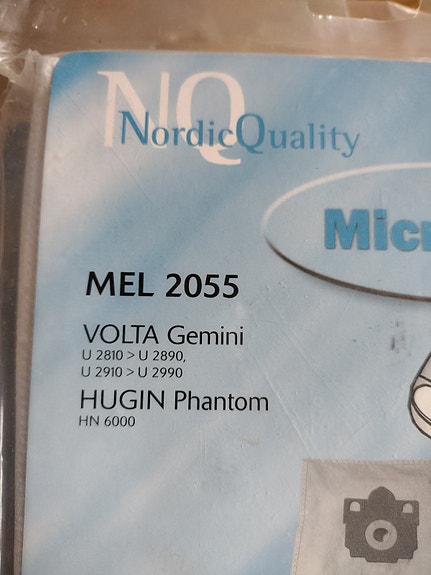 NQ
NordicQuality
Micr
MEL 2055
VOLTA Gemini
U 2810 > U 2890,
U 2910 > U 2990
HUGIN Phantom
HN 6000